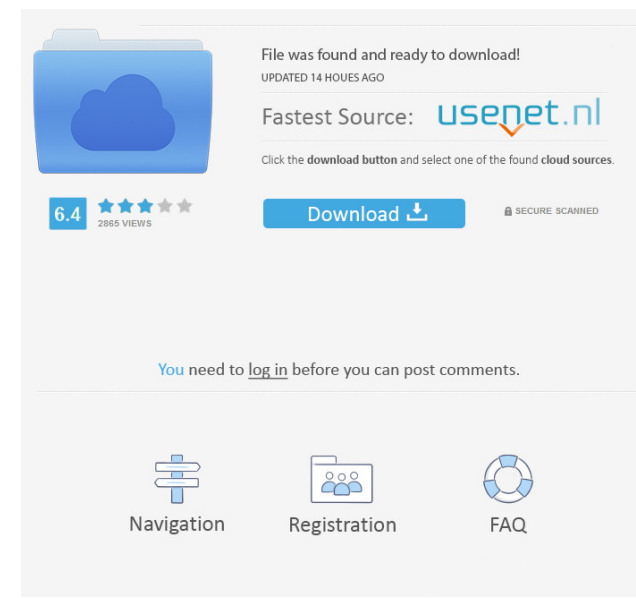 File was found and ready to download!
UPDATED 14 HOUES AGO
Fastest Source: usenet.nl
Click the download button and select one of the found cloud sources.
6.4
2865 VIEWS
Download
SECURE SCANNED
You need to log in before you can post comments.
Navigation
Registration
FAQ